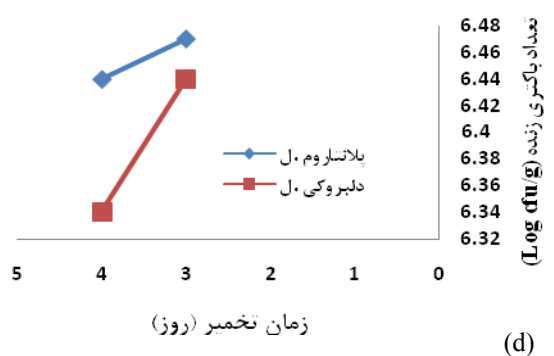 تعداد باکتری زنده
(Log cfu/g)
6.48
6.46
6.44
6.42
6.4
6.38
6.36
6.34
6.32
پلانتاروم .ل
دلبروکی .ل
5 4 3 2 1 0
زمان تخمیر (روز)
(d)